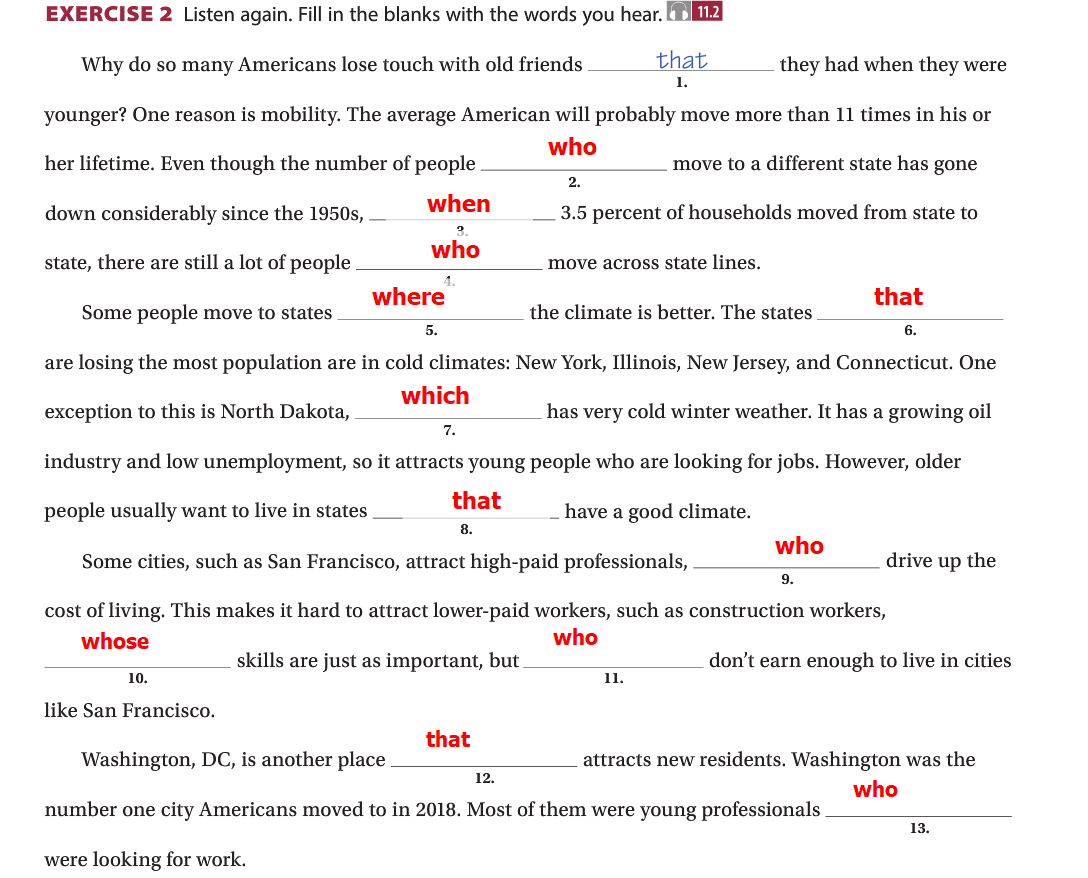 EXERCISE 2 Listen again. Fill in the blanks with the words you hear. 11.2
Why do so many Americans lose touch with old friends that they had when they were
1.
younger? One reason is mobility. The average American will probably move more than 11 times in his or
her lifetime. Even though the number of people who move to a different state has gone
2.
down considerably since the 1950s, when 3.5 percent of households moved from state to
3.
state, there are still a lot of people who move across state lines.
4.
Some people move to states where the climate is better. The states that
5. 6.
are losing the most population are in cold climates: New York, Illinois, New Jersey, and Connecticut. One
exception to this is North Dakota, which has very cold winter weather. It has a growing oil
7.
industry and low unemployment, so it attracts young people who are looking for jobs. However, older
people usually want to live in states that have a good climate.
8.
Some cities, such as San Francisco, attract high-paid professionals, who drive up the
9.
cost of living. This makes it hard to attract lower-paid workers, such as construction workers,
whose skills are just as important, but who don't earn enough to live in cities
10. 11.
like San Francisco.
Washington, DC, is another place that attracts new residents. Washington was the
12.
number one city Americans moved to in 2018. Most of them were young professionals who
13.
were looking for work.